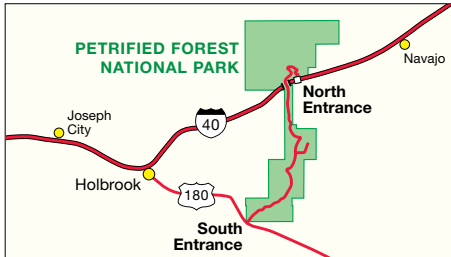 PETRIFIED FOREST
NATIONAL PARK
Navajo
North
Entrance
Joseph
City
40
Holbrook
180
South
Entrance